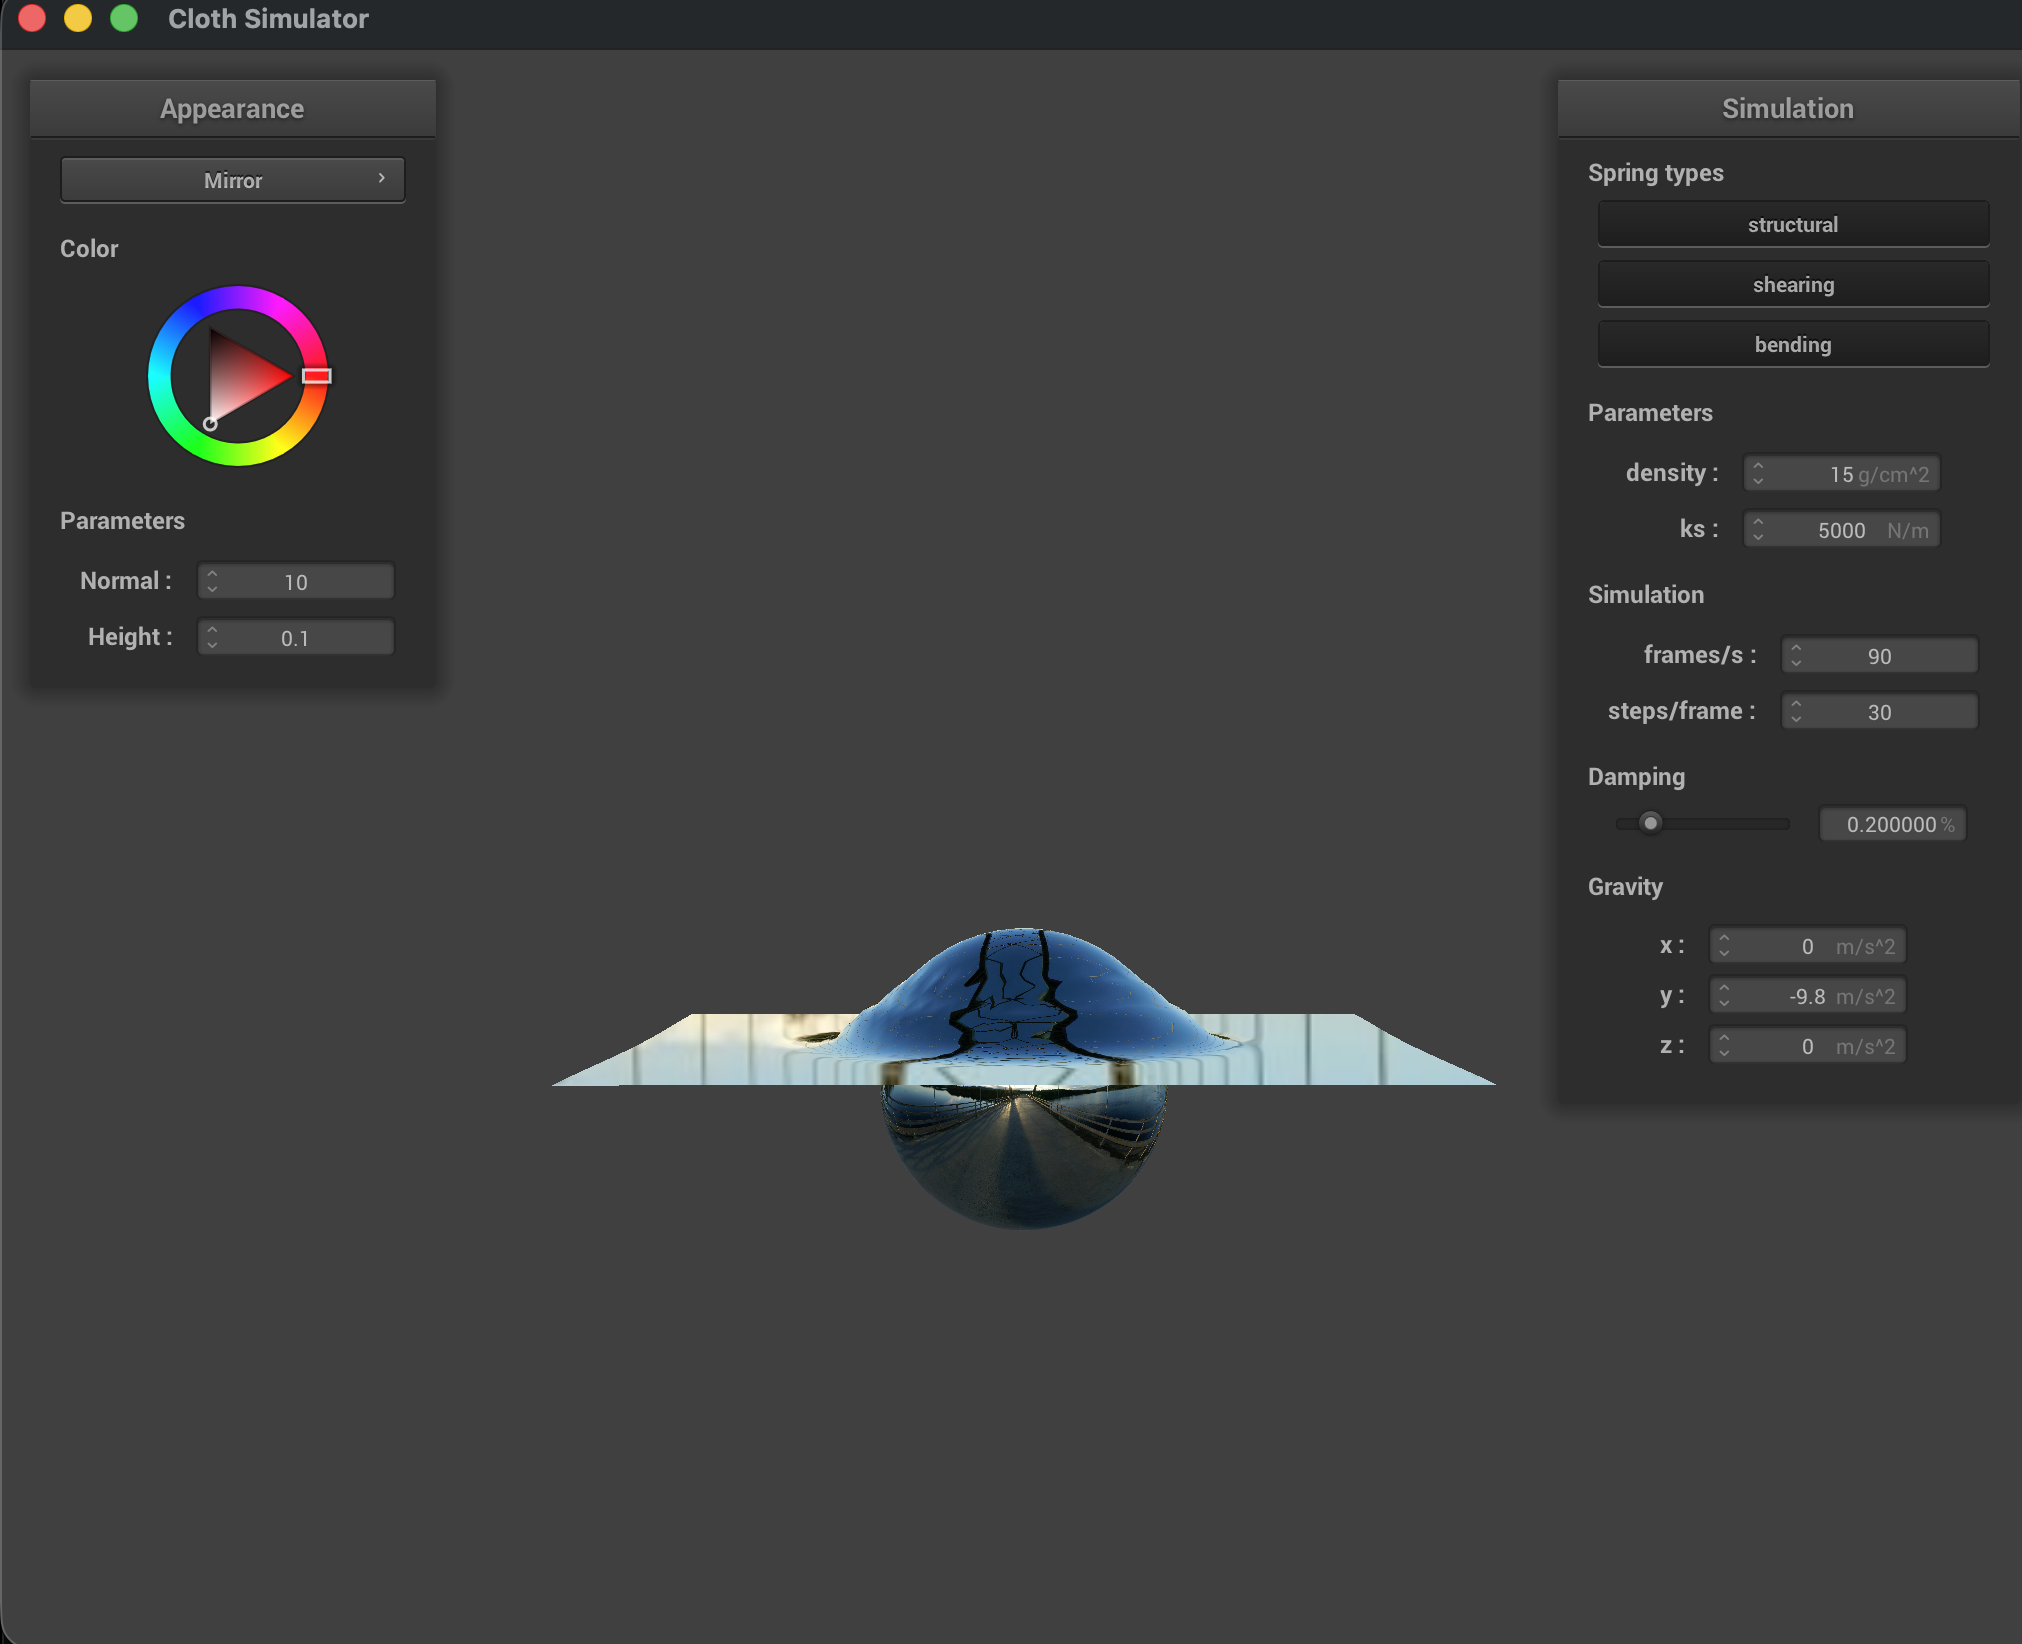 Cloth Simulator
Appearance
Mirror
Color
Parameters
Normal : 10
Height : 0.1
Simulation
Spring types
structural
shearing
bending
Parameters
density : 15 g/cm^2
ks : 5000 N/m
Simulation
frames/s : 90
steps/frame : 30
Damping
0.200000 %
Gravity
x : 0 m/s^2
y : -9.8 m/s^2
z : 0 m/s^2